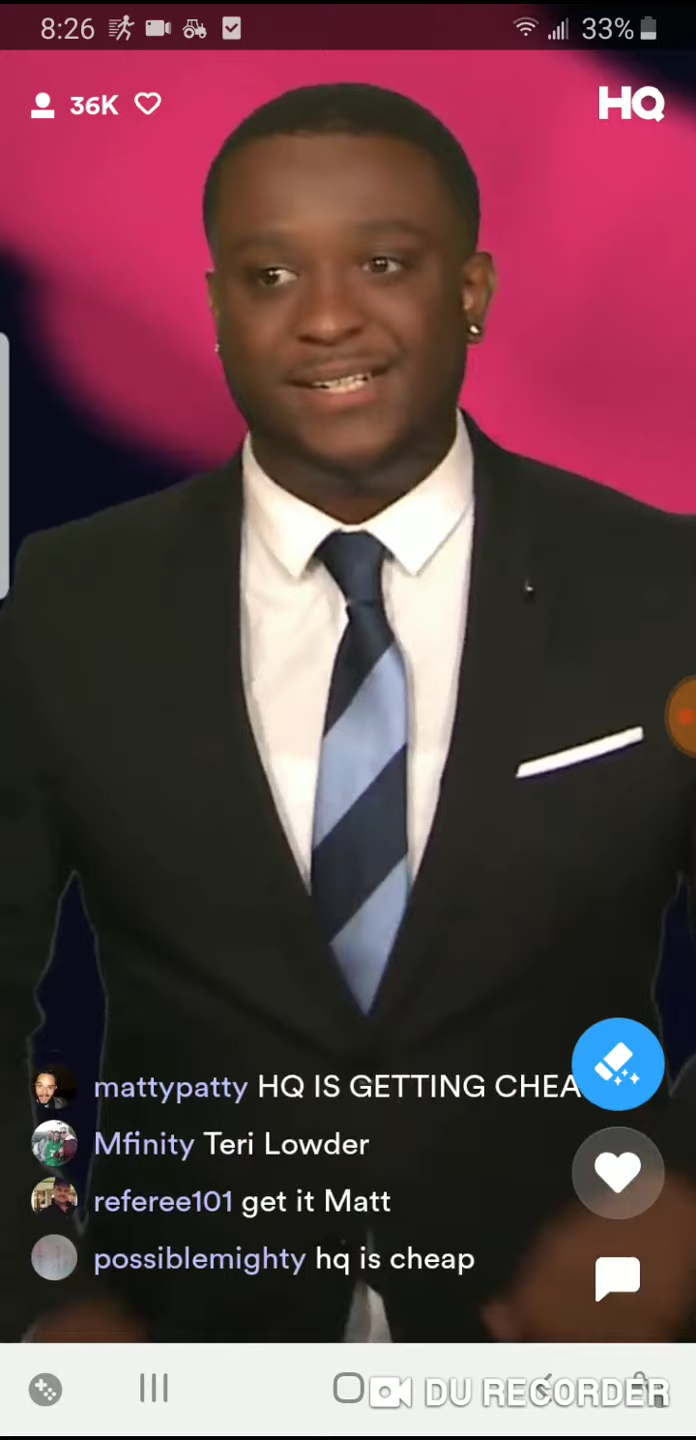 8:26 33%
36K HQ
mattypatty HQ IS GETTING CHEA
Mfinity Teri Lowder
referee101 get it Matt
possiblemighty hq is cheap
DU RECORDER